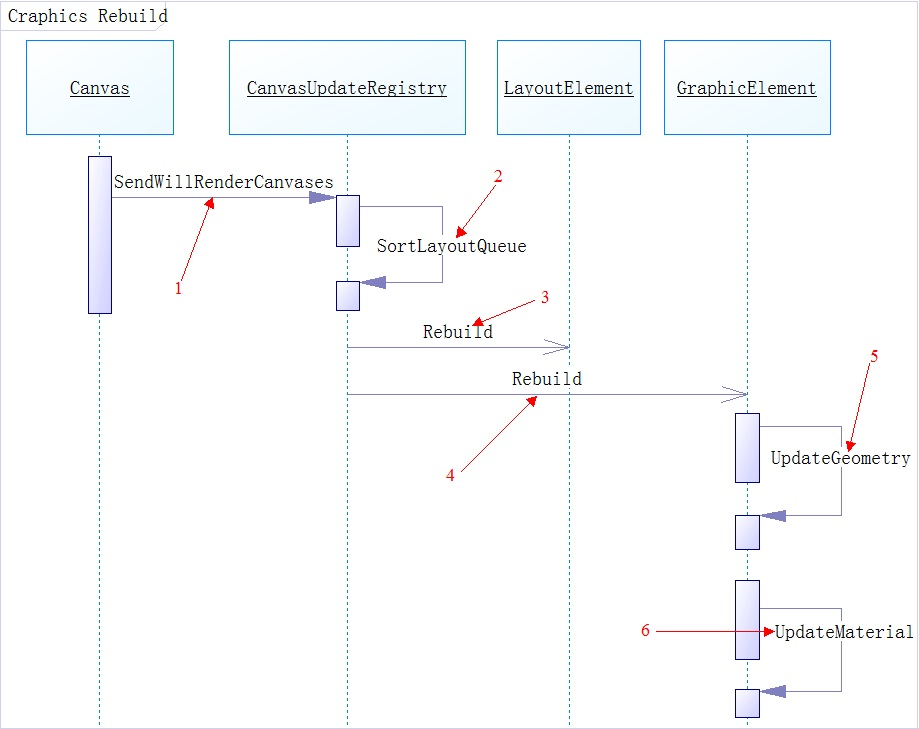 Craphics Rebuild
Canvas
CanvasUpdateRegistry
LayoutElement
GraphicElement
SendWillRenderCanvases
2
SortLayoutQueue
1
3
Rebuild
5
Rebuild
4
UpdateGeometry
6
UpdateMaterial